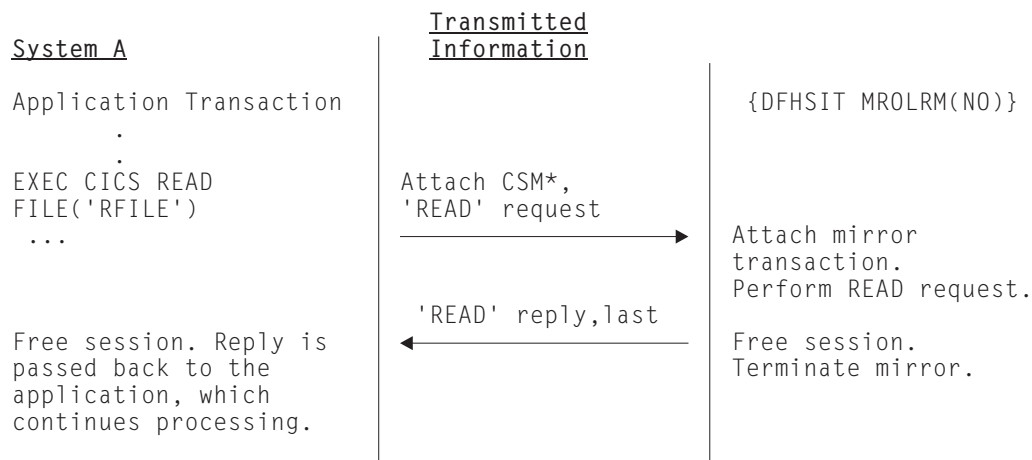 Transmitted
System A
Information
Application Transaction
{DFHSIT MROLRM(NO)}
.
.
EXEC CICS READ
FILE('RFILE')
...
Attach CSM*,
'READ' request
Attach mirror
transaction.
Perform READ request.
'READ' reply,last
Free session. Reply is
passed back to the
application, which
continues processing.
Free session.
Terminate mirror.